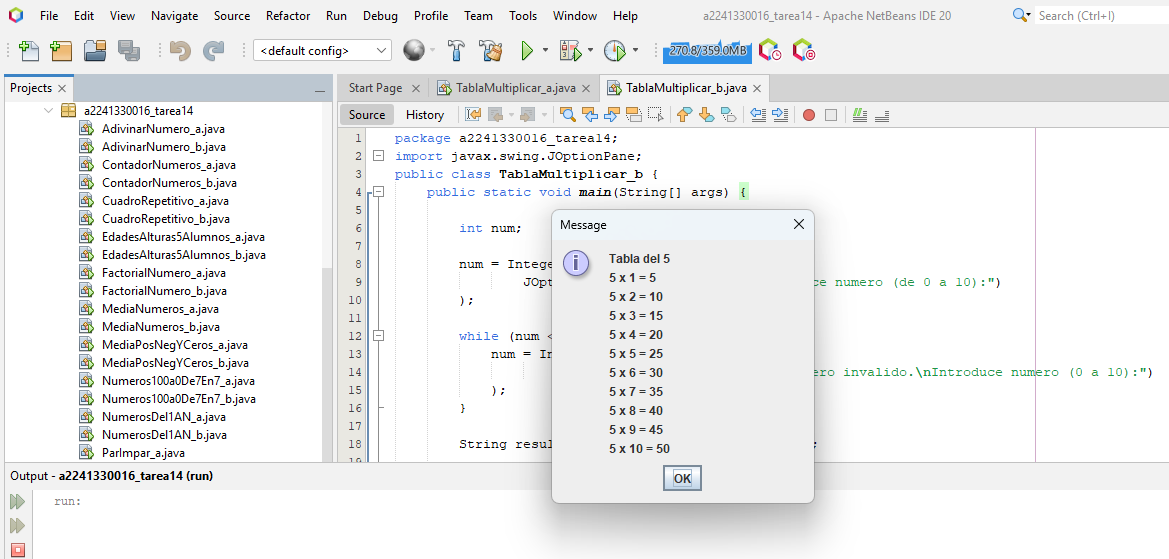 File Edit View Navigate Source Refactor Run Debug Profile Team Tools Window Help a2241330016_tarea14 - Apache NetBeans IDE 20 Search (Ctrl+I)
<default config> 270.8/359.0MB
Projects Start Page TablaMultiplicar_a.java TablaMultiplicar_b.java
Source History
a2241330016_tarea14
AdivinarNumero_a.java
AdivinarNumero_b.java
ContadorNumeros_a.java
ContadorNumeros_b.java
CuadroRepetitivo_a.java
CuadroRepetitivo_b.java
EdadesAlturas5Alumnos_a.java
EdadesAlturas5Alumnos_b.java
FactorialNumero_a.java
FactorialNumero_b.java
MediaNumeros_a.java
MediaNumeros_b.java
MediaPosNegYCeros_a.java
MediaPosNegYCeros_b.java
Numeros100a0De7En7_a.java
Numeros100a0De7En7_b.java
NumerosDel1AN_a.java
NumerosDel1AN_b.java
ParImpar_a.java
1 package a2241330016_tarea14;
2 import javax.swing.JOptionPane;
3 public class TablaMultiplicar_b {
4 public static void main(String[] args) {
5
6 int num;
7
8 num = Intege
9 JOpt ce numero (de 0 a 10):")
10 );
11
12 while (num <
13 num = In
14 ero invalido.\nIntroduce numero (0 a 10):")
15 );
16 }
17
18 String resul ;
19
Message
Tabla del 5
5 x 1 = 5
5 x 2 = 10
5 x 3 = 15
5 x 4 = 20
5 x 5 = 25
5 x 6 = 30
5 x 7 = 35
5 x 8 = 40
5 x 9 = 45
5 x 10 = 50
OK
Output - a2241330016_tarea14 (run)
run: